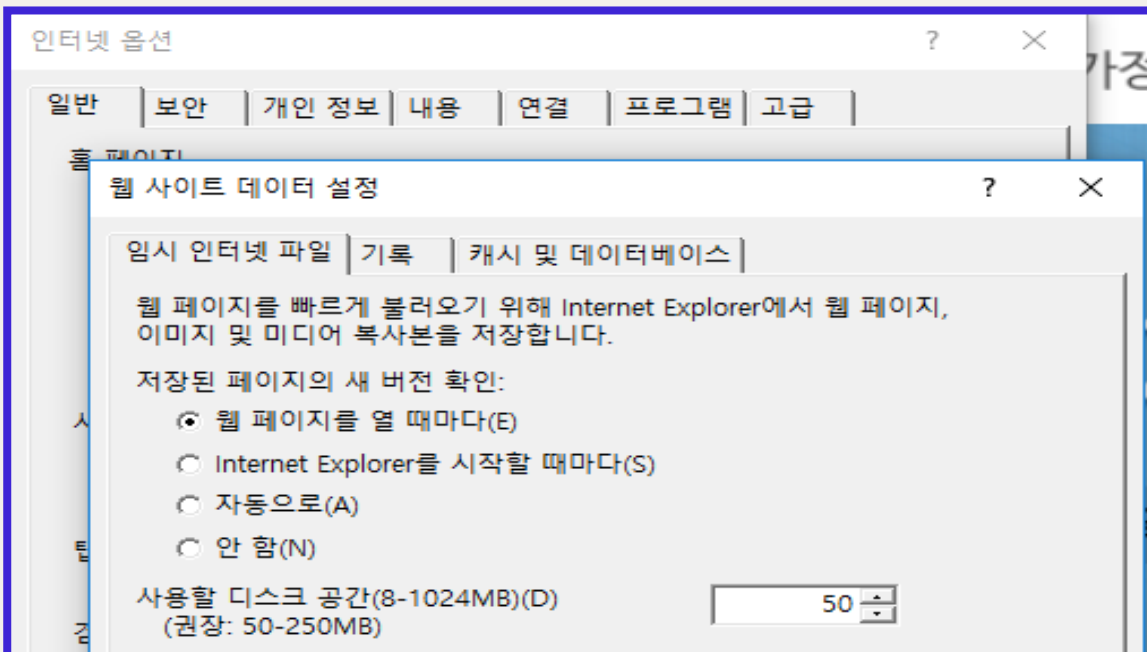 인터넷 옵션
일반 보안 개인 정보 내용 연결 프로그램 고급
홈 페이지
웹 사이트 데이터 설정
임시 인터넷 파일 기록 캐시 및 데이터베이스
웹 페이지를 빠르게 불러오기 위해 Internet Explorer에서 웹 페이지,
이미지 및 미디어 복사본을 저장합니다.
저장된 페이지의 새 버전 확인:
웹 페이지를 열 때마다(E)
Internet Explorer를 시작할 때마다(S)
자동으로(A)
안 함(N)
사용할 디스크 공간(8-1024MB)(D) 50
(권장: 50-250MB)